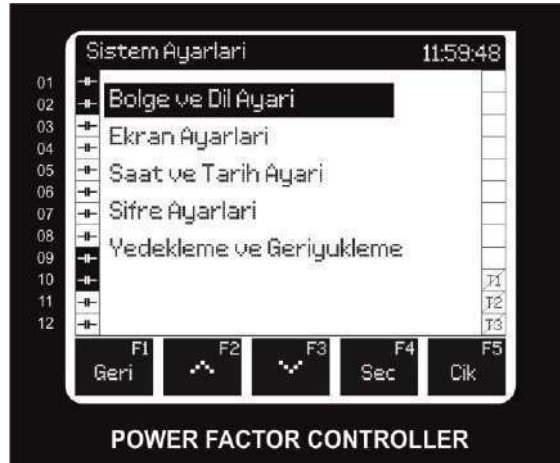 Sistem Ayarlari 11:59:48
01
02
03
04
05
06
07
08
09
10
11
12
Bolge ve Dil Ayari
Ekran Ayarlari
Saat ve Tarih Ayari
Sifre Ayarlari
Yedekleme ve Geriyukleme
T1
T2
T3
F1 F2 F3 F4 F5
Geri Sec Cik
POWER FACTOR CONTROLLER